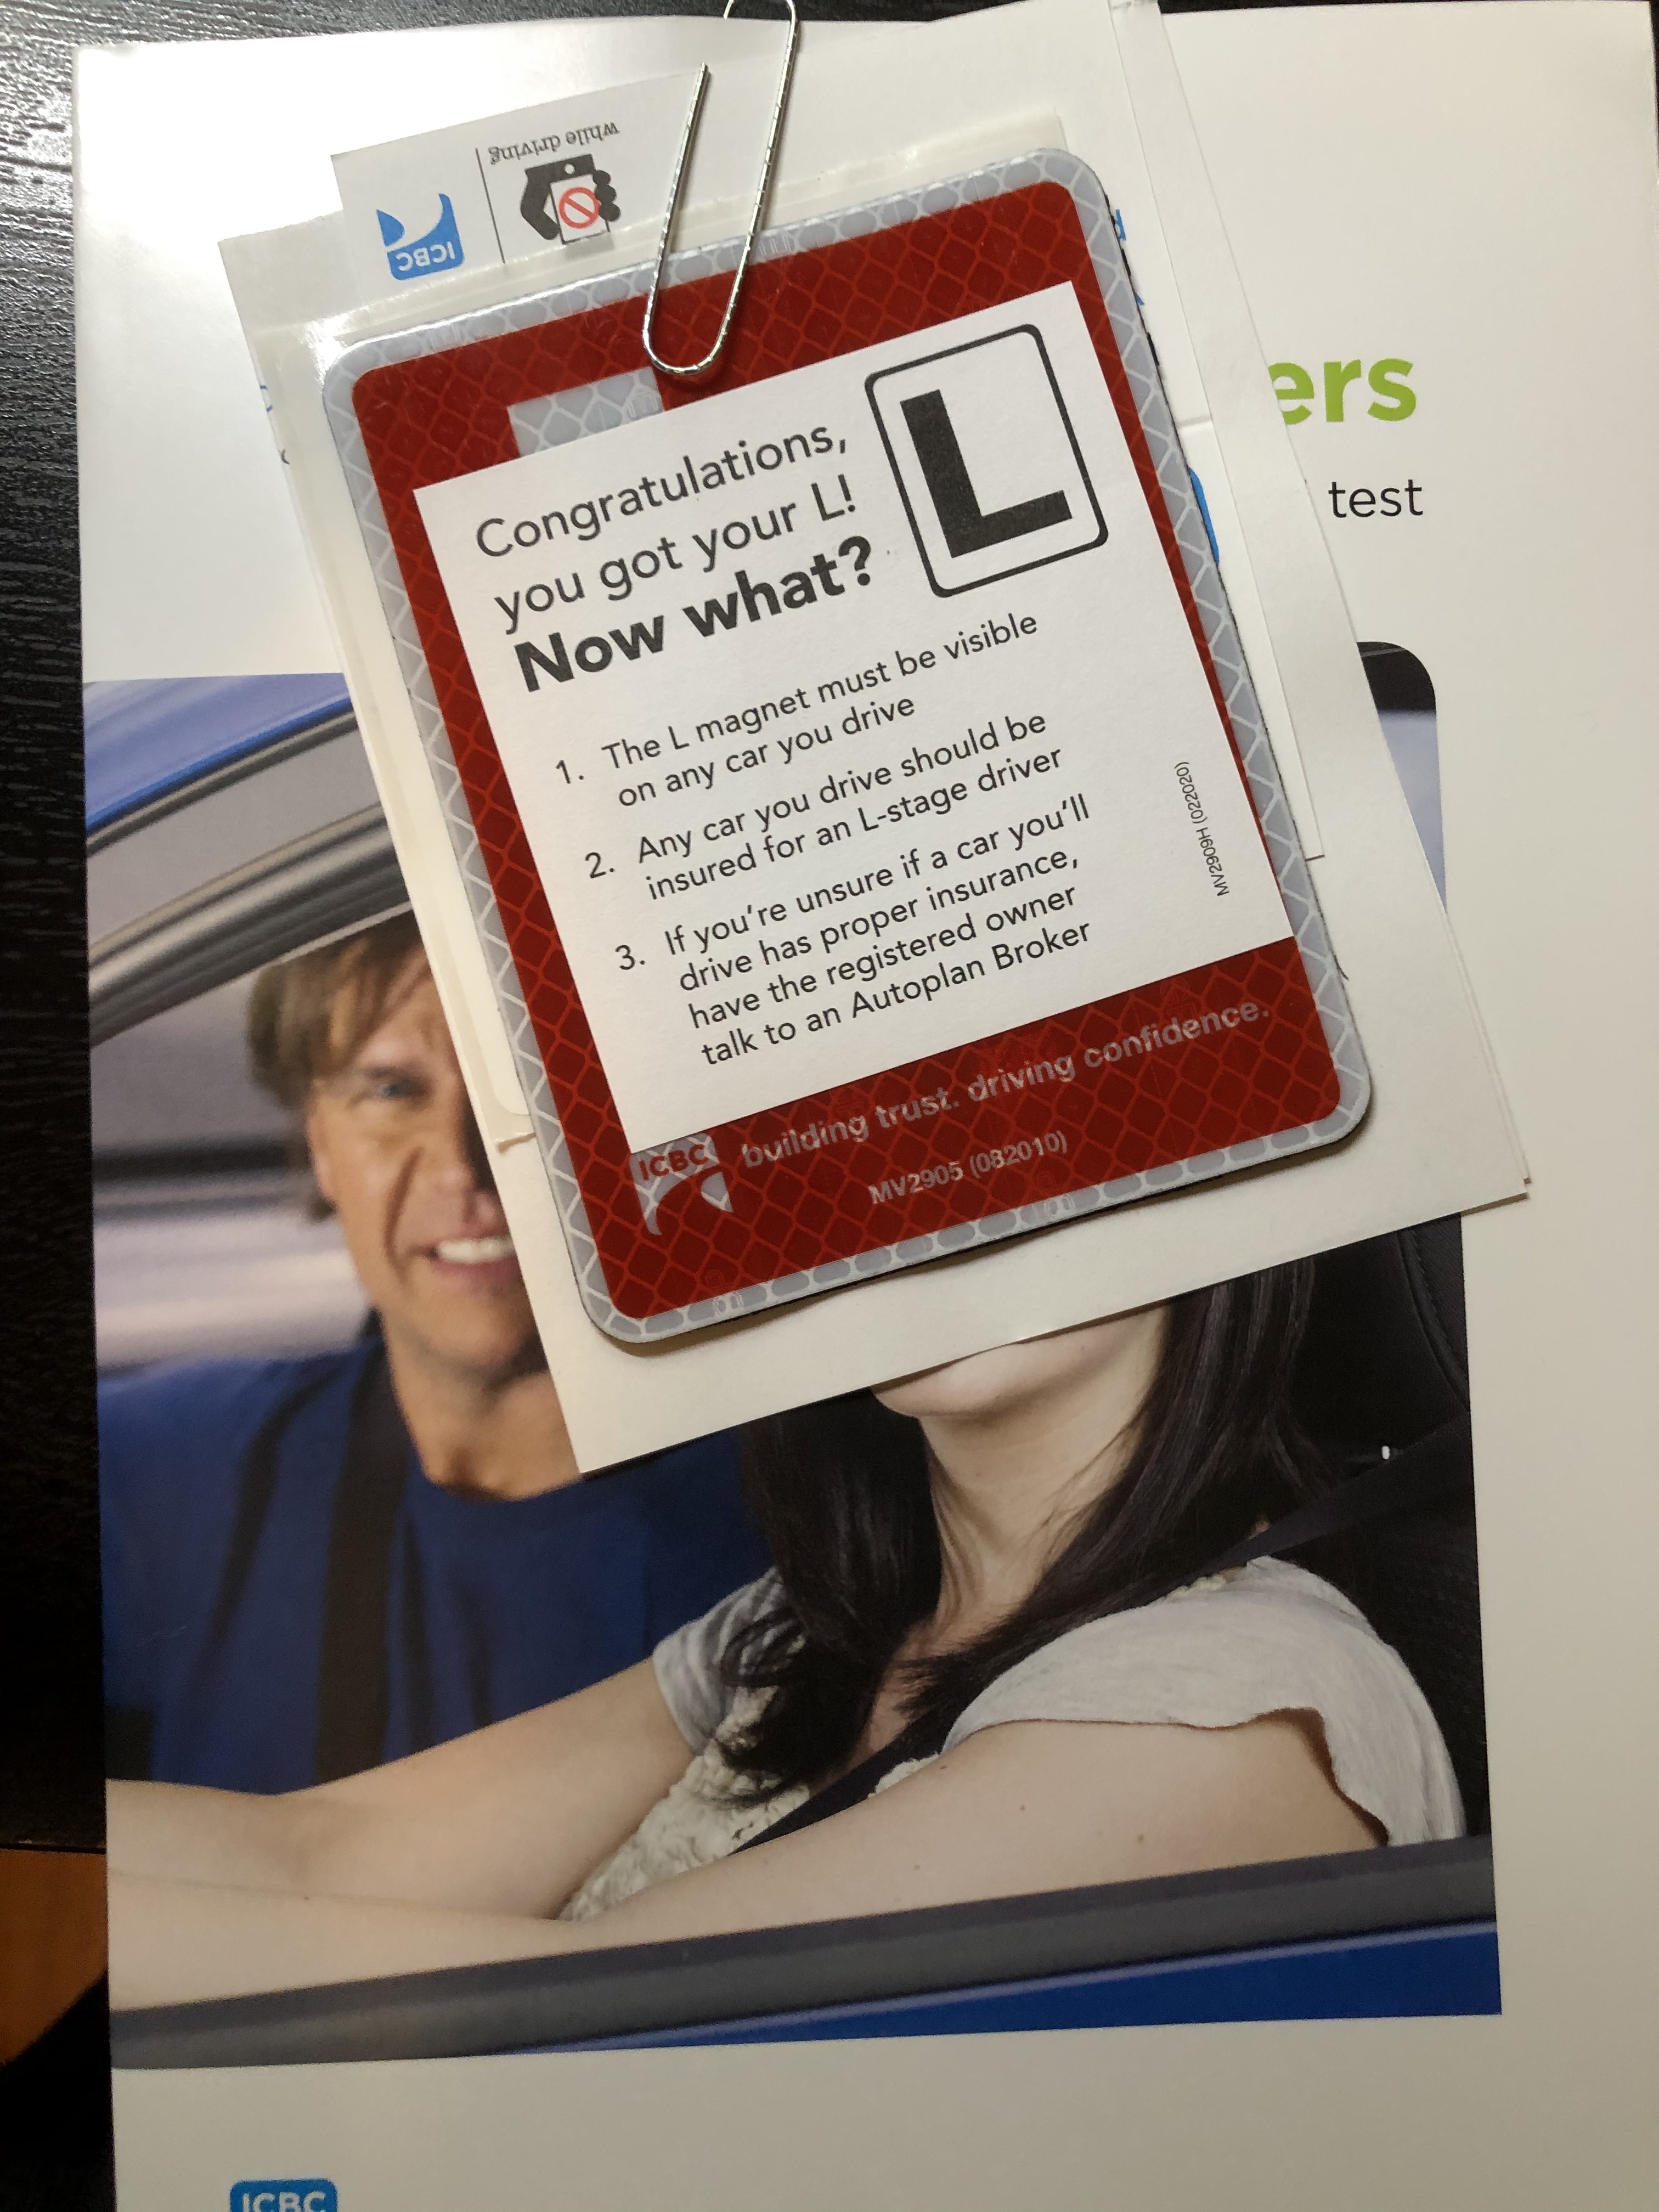 while driving
ICBC
ers
test
Congratulations,
you got your L!
Now what?
L
1. The L magnet must be visible
on any car you drive
2. Any car you drive should be
insured for an L-stage driver
3. If you're unsure if a car you'll
drive has proper insurance,
have the registered owner
talk to an Autoplan Broker
MV2909H (022020)
ICBC building trust. driving confidence.
MV2905 (082010)
ICBC